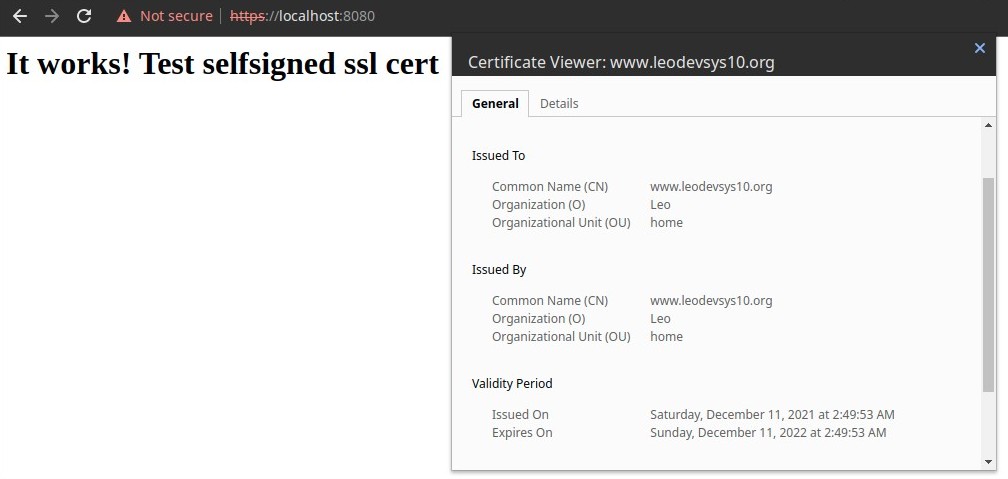 Not secure | https://localhost:8080
It works! Test selfsigned ssl cert
Certificate Viewer: www.leodevsys10.org
General Details
Issued To
Common Name (CN) www.leodevsys10.org
Organization (O) Leo
Organizational Unit (OU) home
Issued By
Common Name (CN) www.leodevsys10.org
Organization (O) Leo
Organizational Unit (OU) home
Validity Period
Issued On Saturday, December 11, 2021 at 2:49:53 AM
Expires On Sunday, December 11, 2022 at 2:49:53 AM